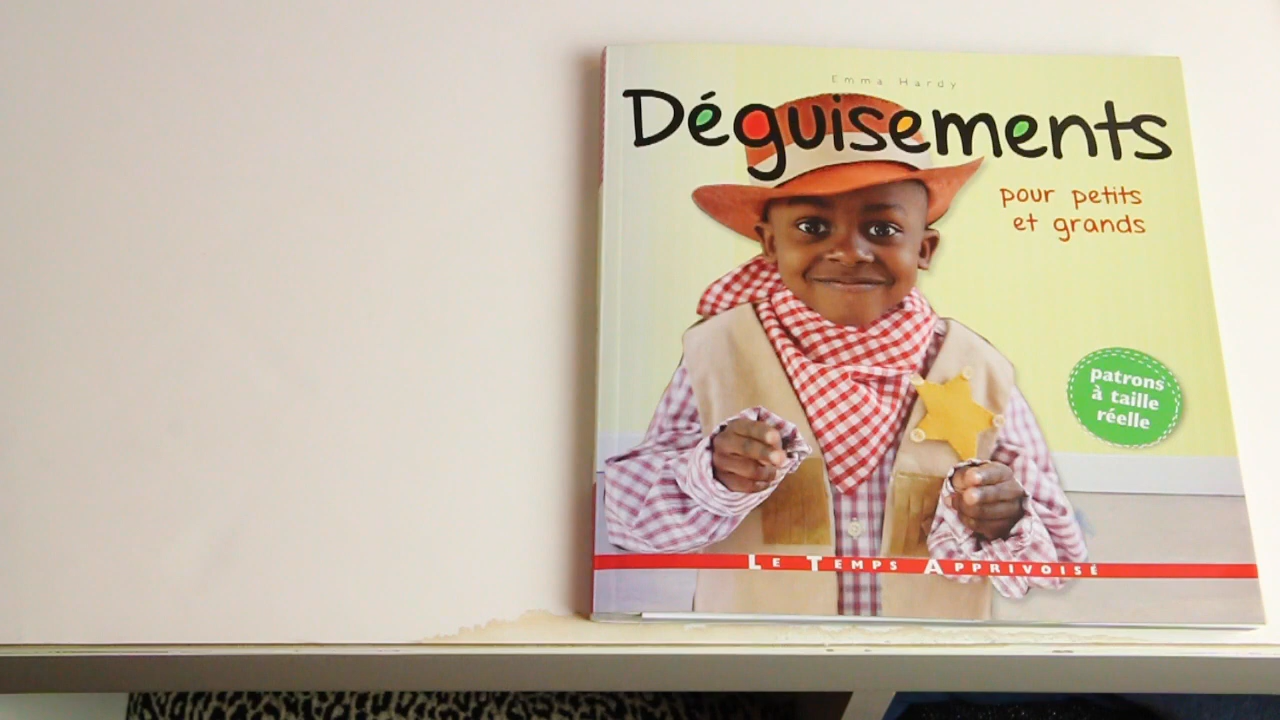 Emma Hardy
Déguisements
pour petits
et grands
patrons
à taille
réelle
Le Temps Apprivoisé